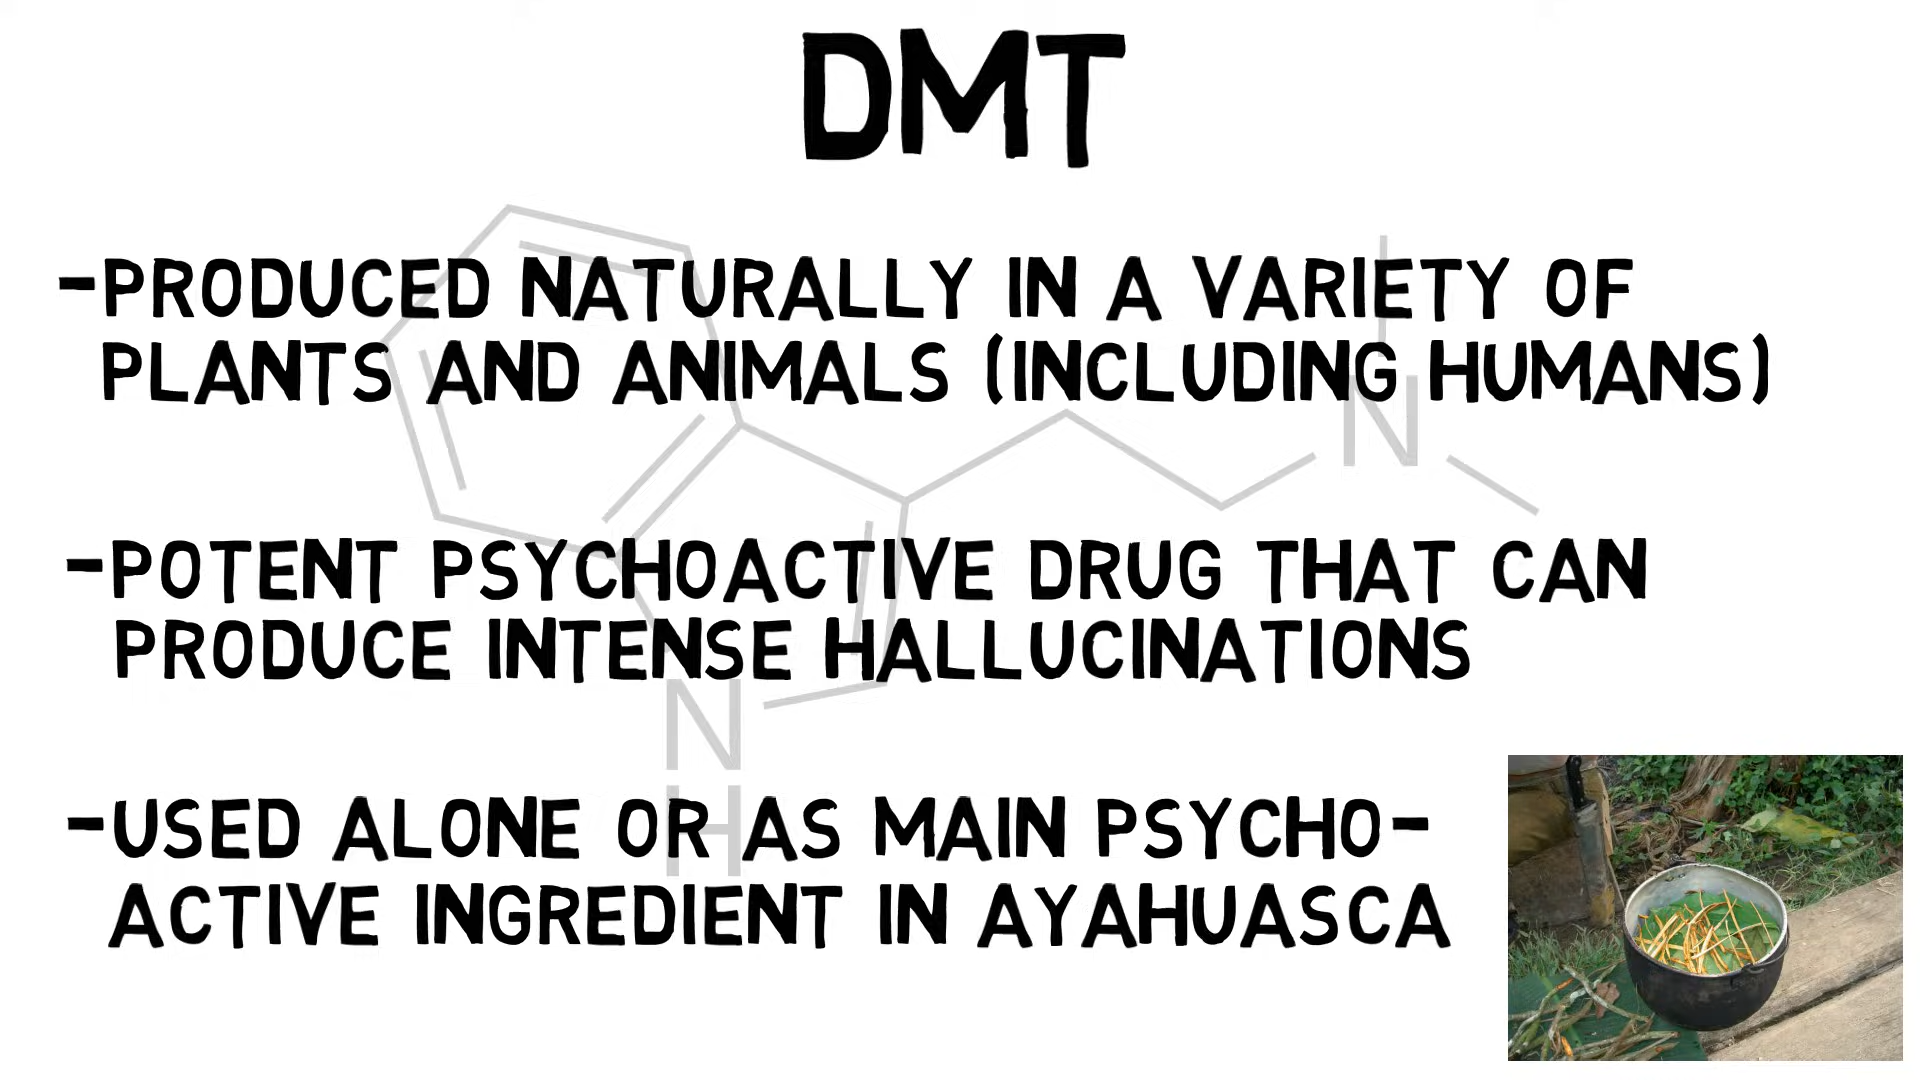 DMT
-PRODUCED NATURALLY IN A VARIETY OF
PLANTS AND ANIMALS (INCLUDING HUMANS)
-POTENT PSYCHOACTIVE DRUG THAT CAN
PRODUCE INTENSE HALLUCINATIONS
-USED ALONE OR AS MAIN PSYCHO-
ACTIVE INGREDIENT IN AYAHUASCA
N
N
H